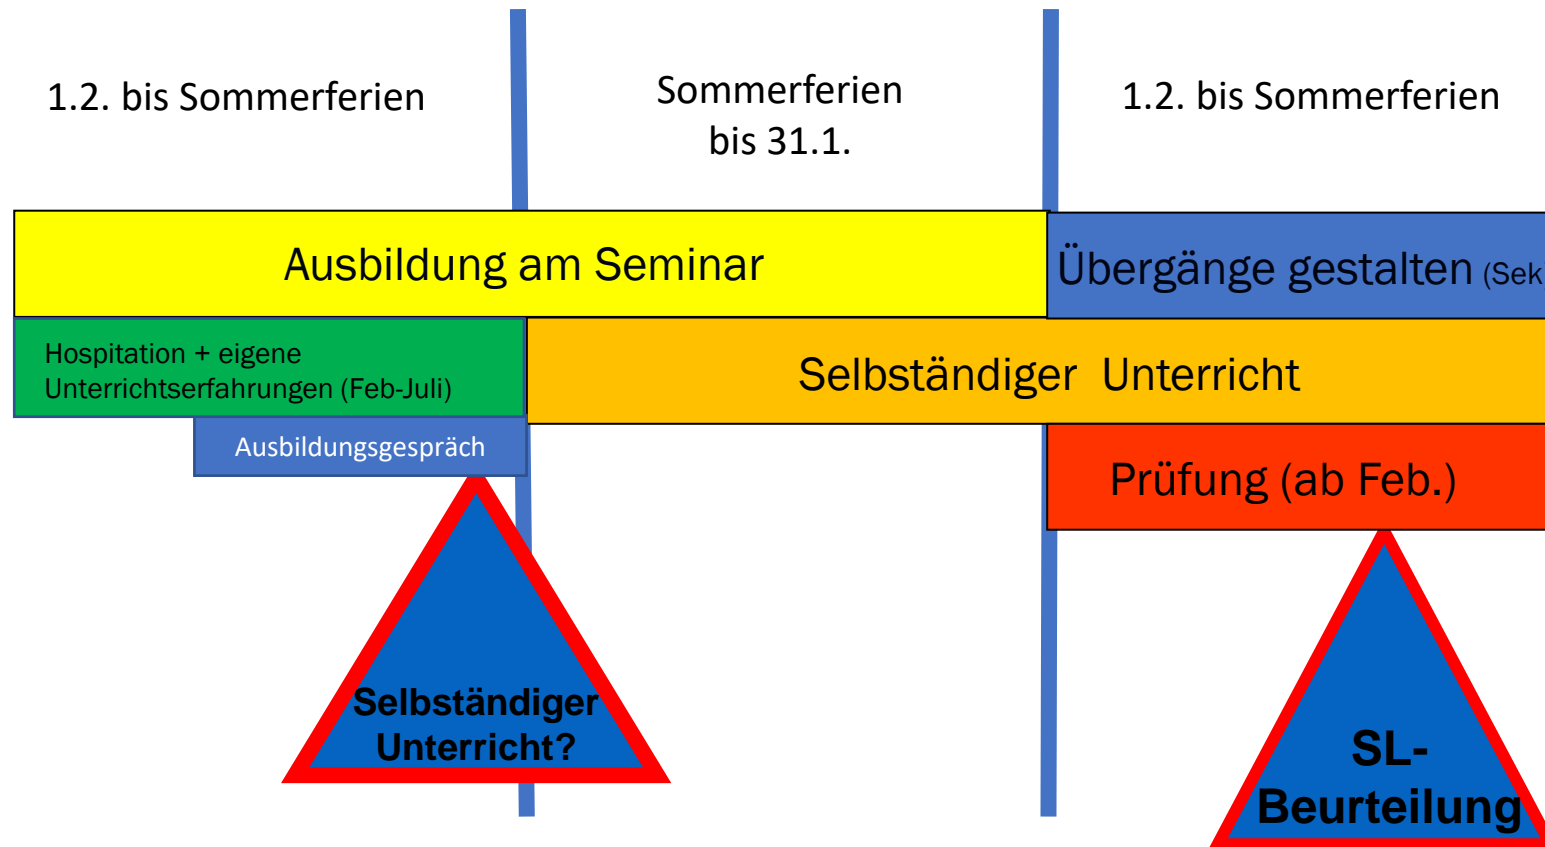 1.2. bis Sommerferien
Sommerferien
bis 31.1.
1.2. bis Sommerferien
Ausbildung am Seminar
Übergänge gestalten (Sek
Hospitation + eigene
Unterrichtserfahrungen (Feb-Juli)
Selbständiger Unterricht
Ausbildungsgespräch
Prüfung (ab Feb.)
Selbständiger
Unterricht?
SL-
Beurteilung